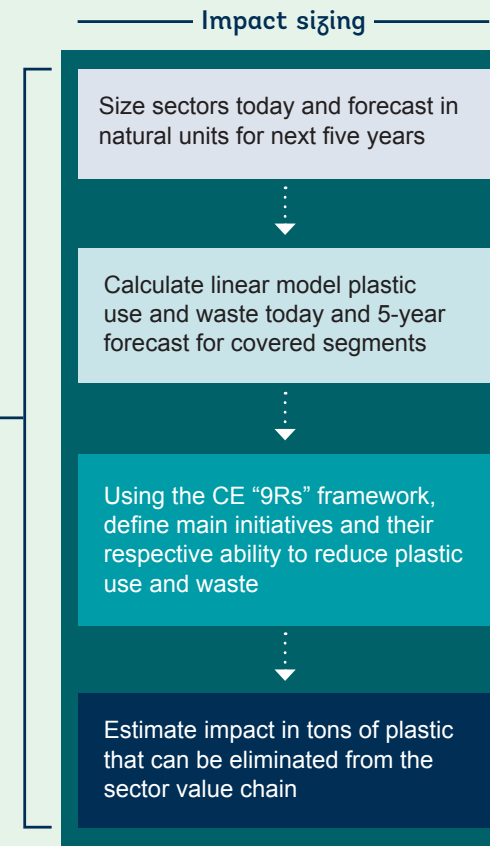 Impact sizing
Size sectors today and forecast in
natural units for next five years
Calculate linear model plastic
use and waste today and 5-year
forecast for covered segments
Using the CE “9Rs” framework,
define main initiatives and their
respective ability to reduce plastic
use and waste
Estimate impact in tons of plastic
that can be eliminated from the
sector value chain